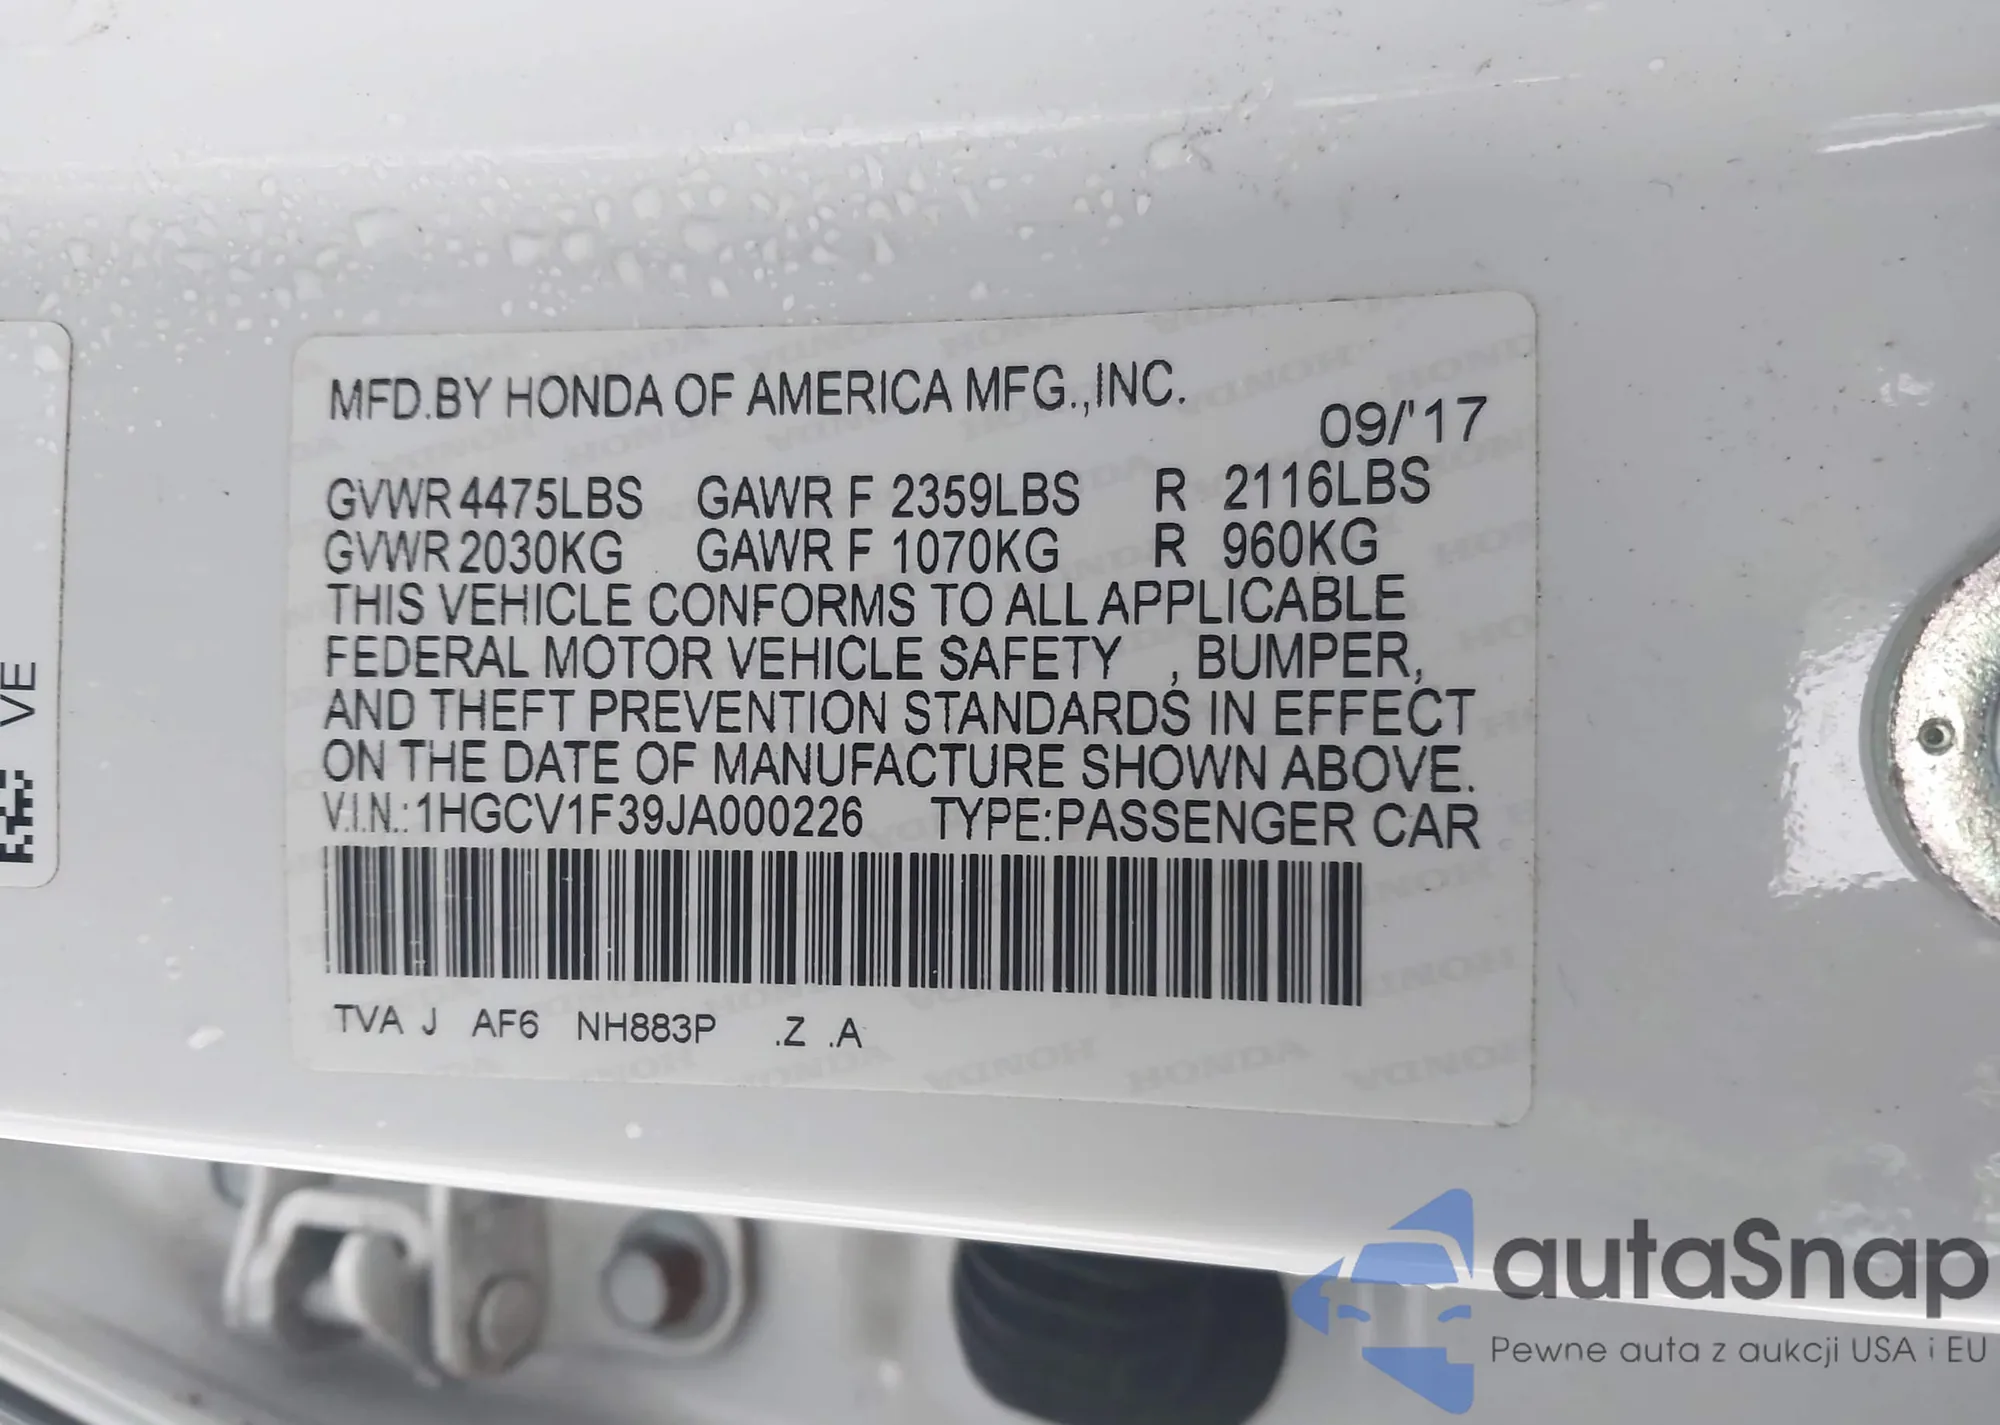 MFD.BY HONDA OF AMERICA MFG.,INC.
09/'17
GVWR 4475LBS GAWR F 2359LBS R 2116LBS
GVWR 2030KG GAWR F 1070KG R 960KG
THIS VEHICLE CONFORMS TO ALL APPLICABLE
FEDERAL MOTOR VEHICLE SAFETY , BUMPER,
AND THEFT PREVENTION STANDARDS IN EFFECT
ON THE DATE OF MANUFACTURE SHOWN ABOVE.
V.I.N.: 1HGCV1F39JA000226 TYPE:PASSENGER CAR
TVA J AF6 NH883P .Z .A
VE
autaSnap
Pewne auta z aukcji USA i EU